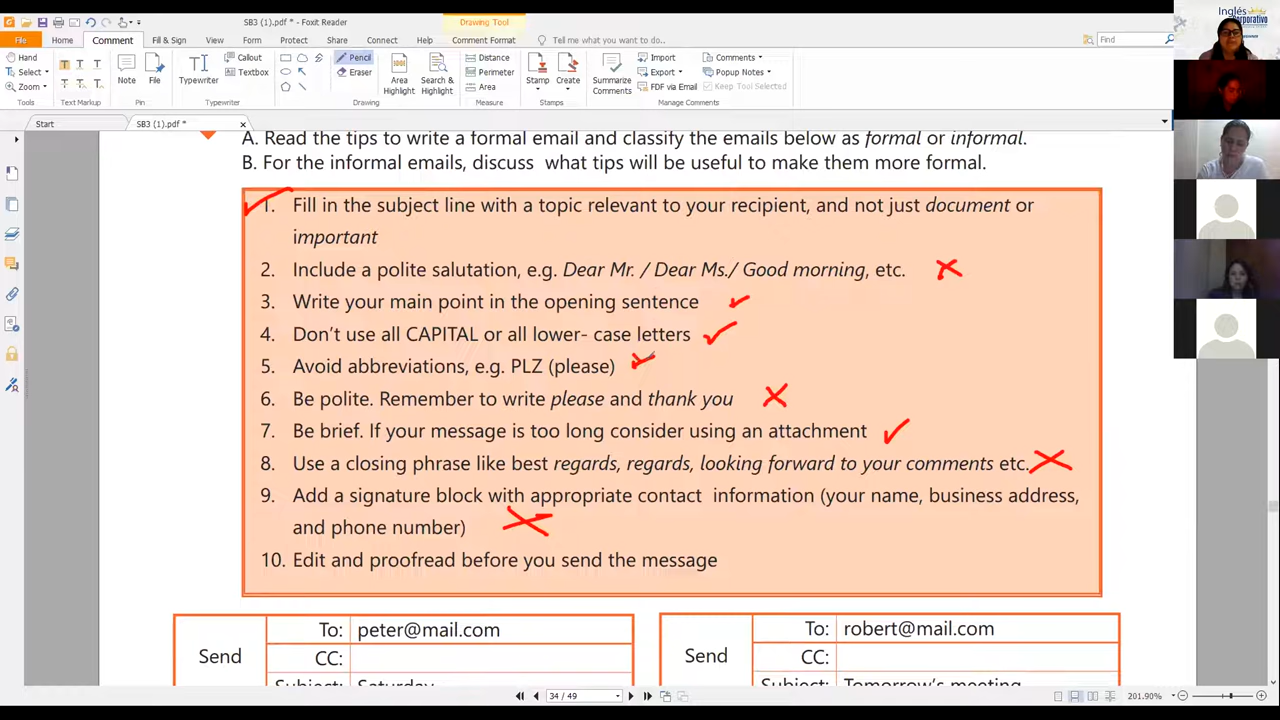 SB3 (1).pdf * - Foxit Reader
Drawing Tool
File Home Comment Fill & Sign View Form Protect Share Connect Help Comment Format Tell me what you want to do... Find
Hand
Select
Zoom
Tools
Text Markup
Note
File
Pin
Typewriter
Callout
Textbox
Typewriter
Pencil
Eraser
Drawing
Area Highlight
Search & Highlight
Distance
Perimeter
Area
Measure
Stamp
Create
Stamps
Summarize Comments
Import
Export
FDF via Email
Comments
Popup Notes
Keep Tool Selected
Manage Comments
Inglés
Corporativo
Start SB3 (1).pdf *
A. Read the tips to write a formal email and classify the emails below as formal or informal.
B. For the informal emails, discuss what tips will be useful to make them more formal.
1. Fill in the subject line with a topic relevant to your recipient, and not just document or
important
2. Include a polite salutation, e.g. Dear Mr. / Dear Ms./ Good morning, etc.
3. Write your main point in the opening sentence
4. Don't use all CAPITAL or all lower- case letters
5. Avoid abbreviations, e.g. PLZ (please)
6. Be polite. Remember to write please and thank you
7. Be brief. If your message is too long consider using an attachment
8. Use a closing phrase like best regards, regards, looking forward to your comments etc.
9. Add a signature block with appropriate contact information (your name, business address,
and phone number)
10. Edit and proofread before you send the message
Send
To: peter@mail.com
CC:
Subject: Saturday
Send
To: robert@mail.com
CC:
Subject: Tomorrow's meeting
34 / 49
201.90%